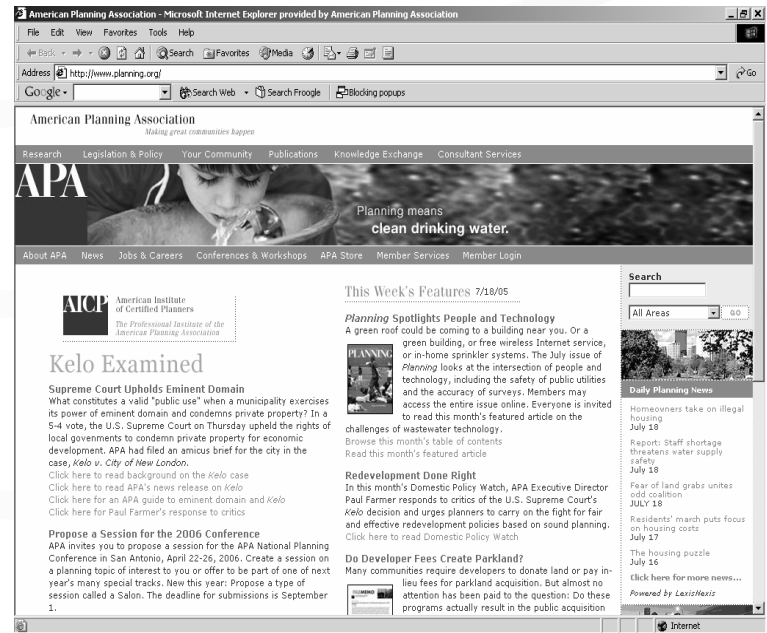 American Planning Association - Microsoft Internet Explorer provided by American Planning Association
File Edit View Favorites Tools Help
Back Search Favorites Media
Address http://www.planning.org/ Go
Google Search Web Search Froogle Blocking popups
American Planning Association
Making great communities happen
Research Legislation & Policy Your Community Publications Knowledge Exchange Consultant Services
APA
Planning means
clean drinking water.
About APA News Jobs & Careers Conferences & Workshops APA Store Member Services Member Login
AICP American Institute
of Certified Planners
The Professional Institute of the
American Planning Association
Kelo Examined
Supreme Court Upholds Eminent Domain
What constitutes a valid "public use" when a municipality exercises
its power of eminent domain and condemns private property? In a
5-4 vote, the U.S. Supreme Court on Thursday upheld the rights of
local govenments to condemn private property for economic
development. APA had filed an amicus brief for the city in the
case, Kelo v. City of New London.
Click here to read background on the Kelo case
Click here to read APA's news release on Kelo
Click here for an APA guide to eminent domain and Kelo
Click here for Paul Farmer's response to critics
Propose a Session for the 2006 Conference
APA invites you to propose a session for the APA National Planning
Conference in San Antonio, April 22-26, 2006. Create a session on
a planning topic of interest to you or offer to be part of one of next
year's many special tracks. New this year: Propose a type of
session called a Salon. The deadline for submissions is September
1.
This Week's Features 7/18/05
Planning Spotlights People and Technology
A green roof could be coming to a building near you. Or a
green building, or free wireless Internet service,
or in-home sprinkler systems. The July issue of
Planning looks at the intersection of people and
technology, including the safety of public utilities
and the accuracy of surveys. Members may
access the entire issue online. Everyone is invited
to read this month's featured article on the
challenges of wastewater technology.
PLANNING
Browse this month's table of contents
Read this month's featured article
Redevelopment Done Right
In this month's Domestic Policy Watch, APA Executive Director
Paul Farmer responds to critics of the U.S. Supreme Court's
Kelo decision and urges planners to carry on the fight for fair
and effective redevelopment policies based on sound planning.
Click here to read Domestic Policy Watch
Do Developer Fees Create Parkland?
Many communities require developers to donate land or pay in-
lieu fees for parkland acquisition. But almost no
attention has been paid to the question: Do these
programs actually result in the public acquisition
Search
All Areas GO
Daily Planning News
Homeowners take on illegal
housing
July 18
Report: Staff shortage
threatens water supply
safety
July 18
Fear of land grabs unites
odd coalition
JULY 18
Residents' march puts focus
on housing costs
July 17
The housing puzzle
July 16
Click here for more news...
Powered by LexisNexis
Internet